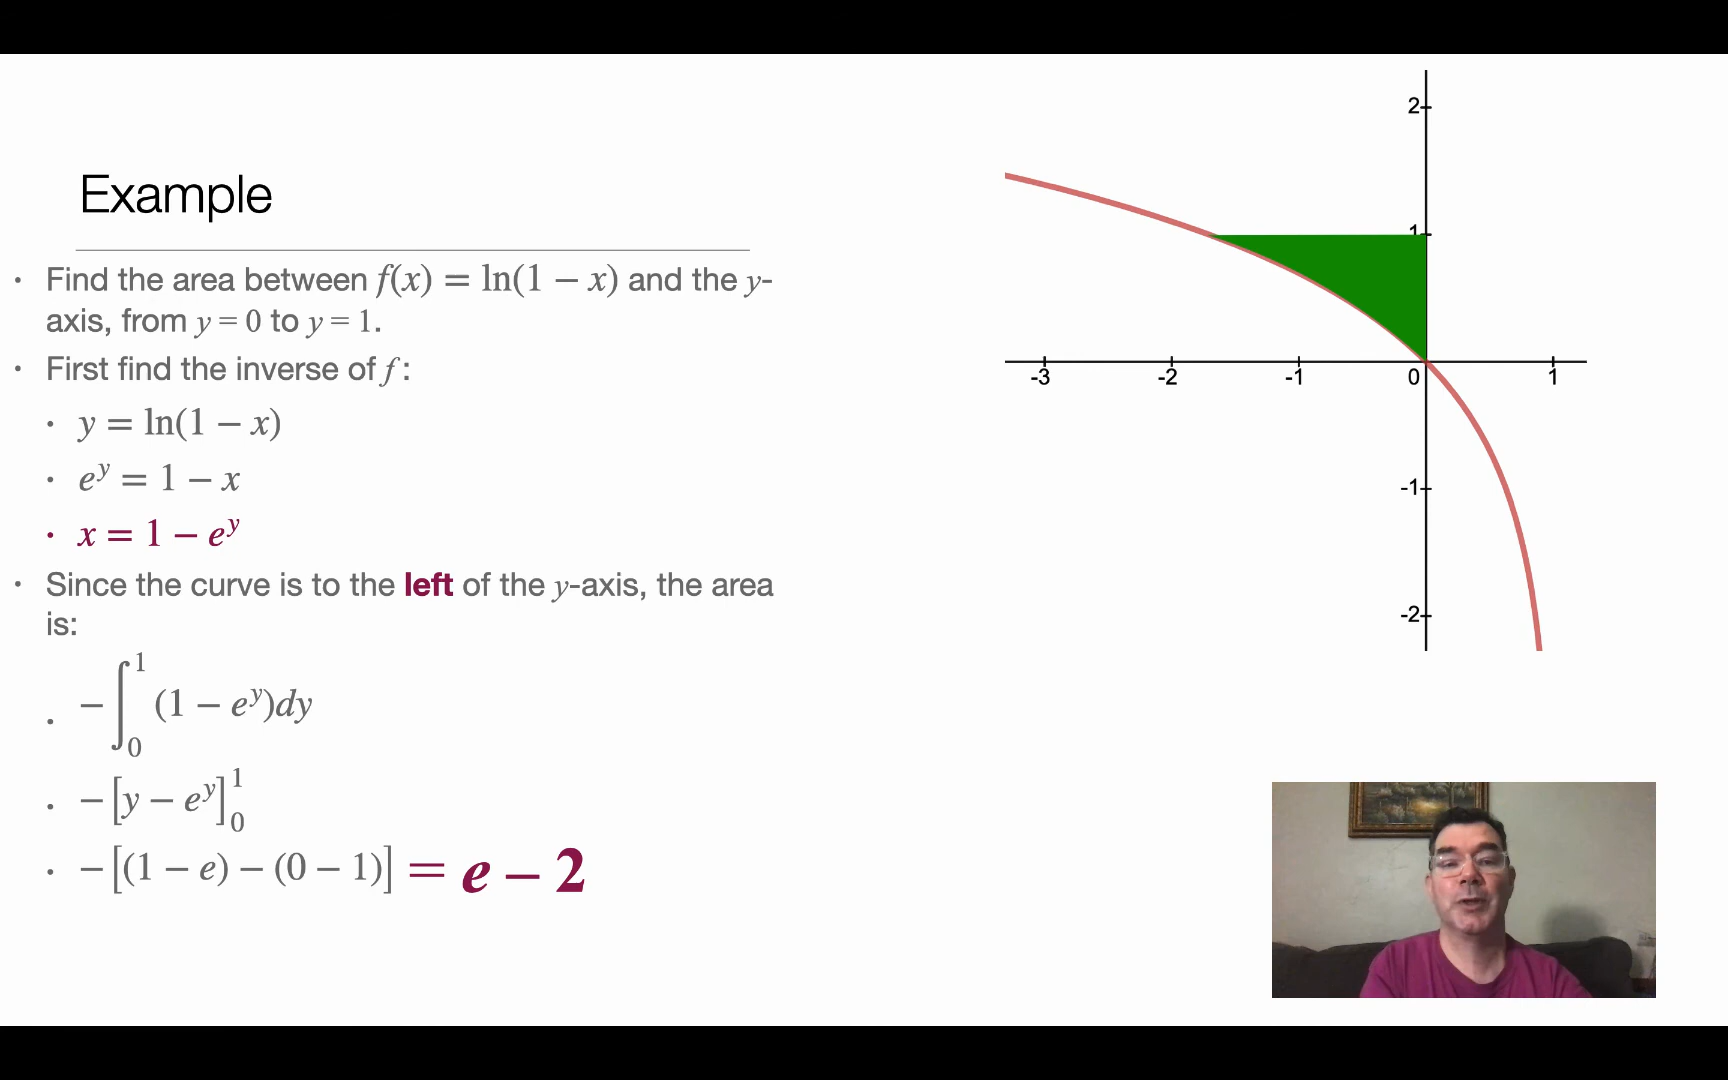 Example
• Find the area between f(x) = ln(1 − x) and the y-
axis, from y = 0 to y = 1.
• First find the inverse of f:
• y = ln(1 − x)
• e^y = 1 − x
• x = 1 − e^y
• Since the curve is to the left of the y-axis, the area
is:
• −∫_0^1 (1 − e^y)dy
• −[y − e^y]_0^1
• −[(1 − e) − (0 − 1)] = e − 2
2
1
-3 -2 -1 0 1
-1
-2